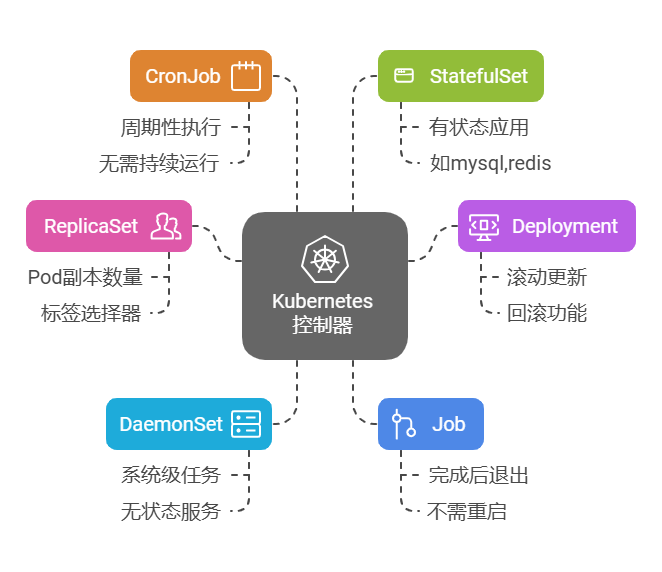 CronJob
周期性执行
无需持续运行
StatefulSet
有状态应用
如mysql,redis
ReplicaSet
Pod副本数量
标签选择器
Kubernetes
控制器
Deployment
滚动更新
回滚功能
DaemonSet
系统级任务
无状态服务
Job
完成后退出
不需重启